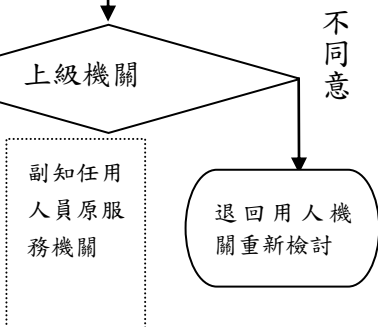 不同意
上級機關
副知任用
人員原服
務機關
退回用人機
關重新檢討